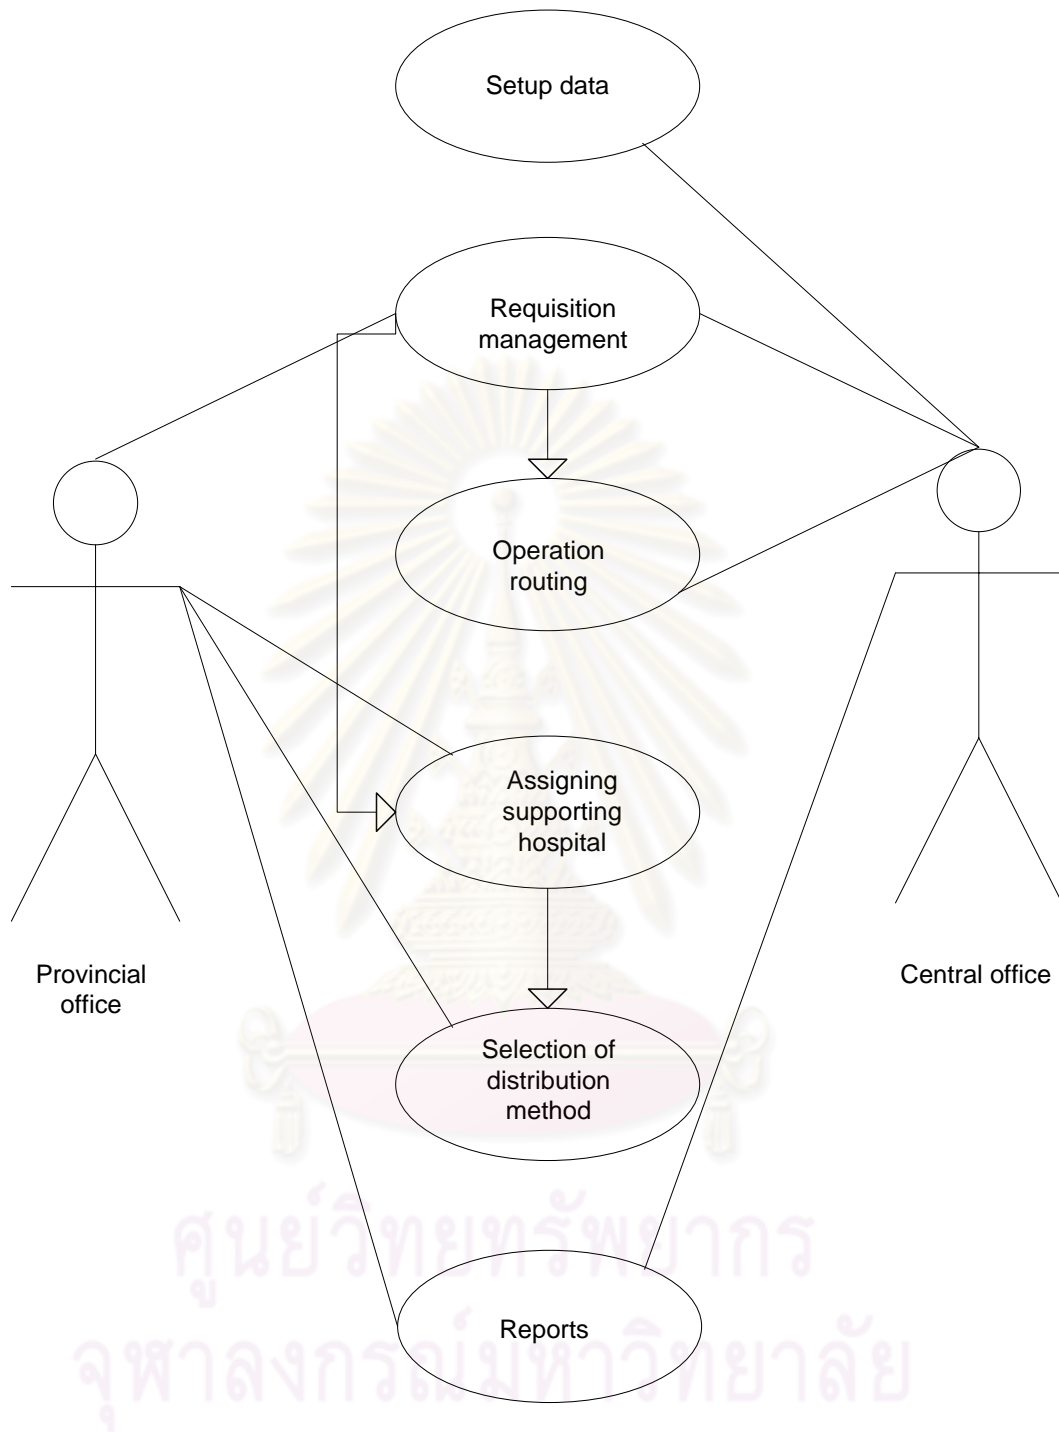 Setup data
Requisition
management
Operation
routing
Assigning
supporting
hospital
Provincial
office
Central office
Selection of
distribution
method
ศูนย์วิทยทรัพยากร
Reports
จุฬาลงกรณ์มหาวิทยาลัย